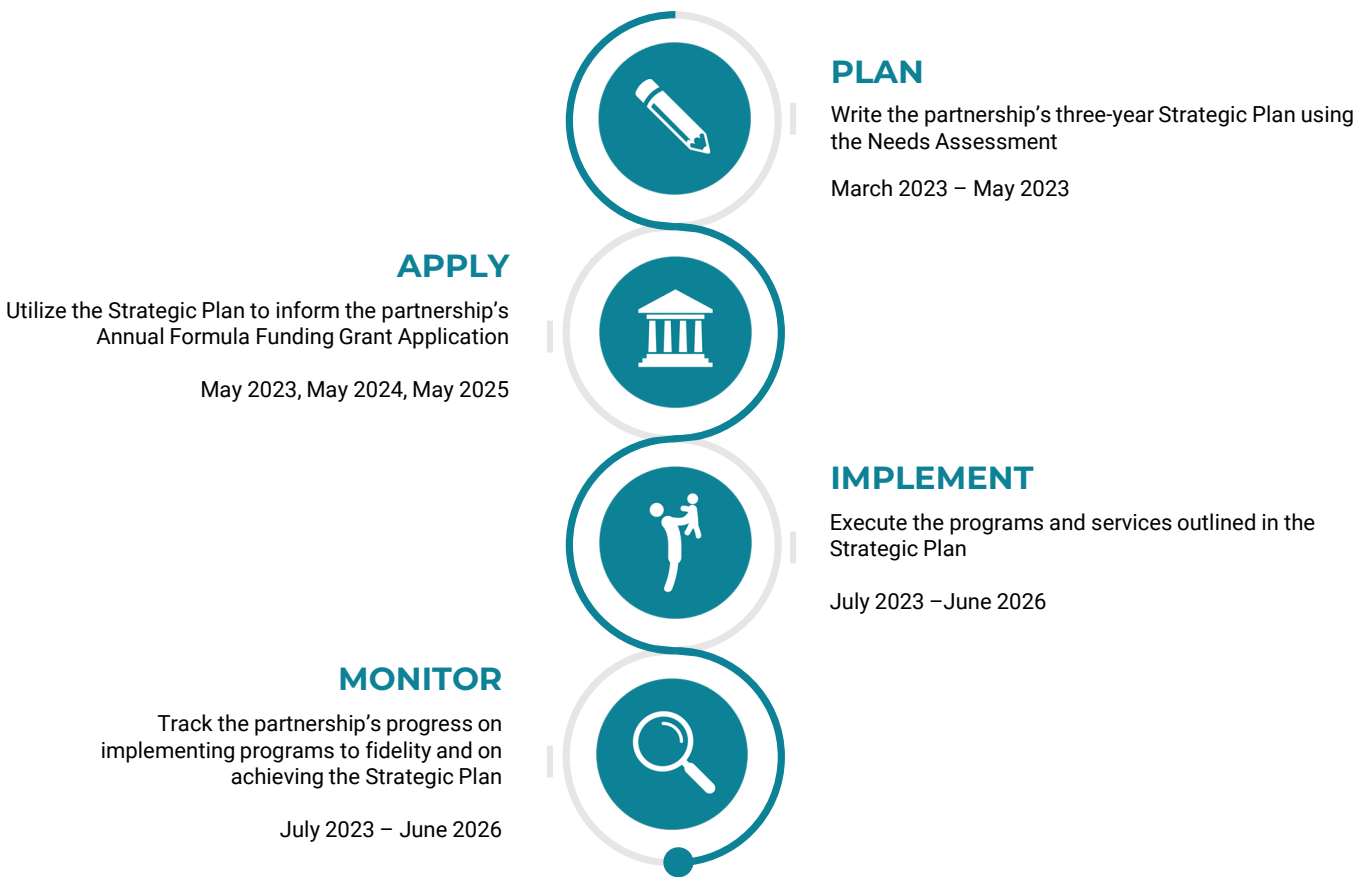 PLAN
Write the partnership’s three-year Strategic Plan using
the Needs Assessment
March 2023 – May 2023
APPLY
Utilize the Strategic Plan to inform the partnership’s
Annual Formula Funding Grant Application
May 2023, May 2024, May 2025
IMPLEMENT
Execute the programs and services outlined in the
Strategic Plan
July 2023 –June 2026
MONITOR
Track the partnership’s progress on
implementing programs to fidelity and on
achieving the Strategic Plan
July 2023 – June 2026